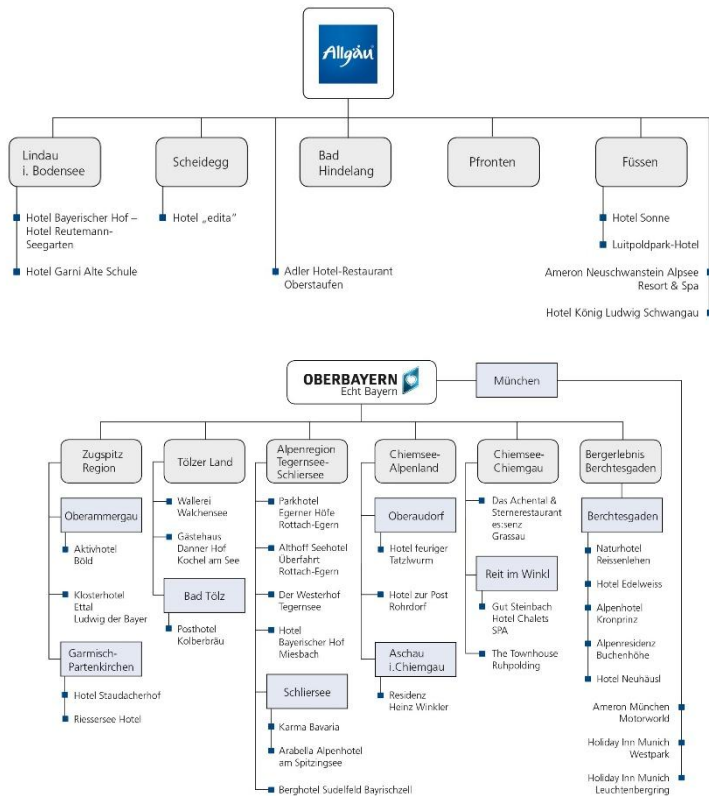 Allgäu
Lindau
i. Bodensee
Scheidegg
Bad
Hindelang
Pfronten
Füssen
Hotel Bayerischer Hof –
Hotel Reutemann-
Seegarten
Hotel Garni Alte Schule
Hotel „edita“
Adler Hotel-Restaurant
Oberstaufen
Hotel Sonne
Luitpoldpark-Hotel
Ameron Neuschwanstein Alpsee
Resort & Spa
Hotel König Ludwig Schwangau
OBERBAYERN
Echt Bayern
München
Zugspitz
Region
Oberammergau
Aktivhotel
Böld
Klosterhotel
Ettal
Ludwig der Bayer
Garmisch-
Partenkirchen
Hotel Staudacherhof
Riessersee Hotel
Tölzer Land
Wallerei
Walchensee
Gästehaus
Danner Hof
Kochel am See
Bad Tölz
Posthotel
Kolberbräu
Alpenregion
Tegernsee-
Schliersee
Parkhotel
Egerner Höfe
Rottach-Egern
Althoff Seehotel
Überfahrt
Rottach-Egern
Der Westerhof
Tegernsee
Hotel
Bayerischer Hof
Miesbach
Schliersee
Karma Bavaria
Arabella Alpenhotel
am Spitzingsee
Berghotel Sudelfeld Bayrischzell
Chiemsee-
Alpenland
Oberaudorf
Hotel feuriger
Tatzlwurm
Hotel zur Post
Rohrdorf
Aschau
i.Chiemgau
Residenz
Heinz Winkler
Chiemsee-
Chiemgau
Das Achental &
Sternerestaurant
es:senz
Grassau
Reit im Winkl
Gut Steinbach
Hotel Chalets
SPA
The Townhouse
Ruhpolding
Bergerlebnis
Berchtesgaden
Berchtesgaden
Naturhotel
Reissenlehen
Hotel Edelweiss
Alpenhotel
Kronprinz
Alpenresidenz
Buchenhöhe
Hotel Neuhäusl
Ameron München
Motorworld
Holiday Inn Munich
Westpark
Holiday Inn Munich
Leuchtenbergring